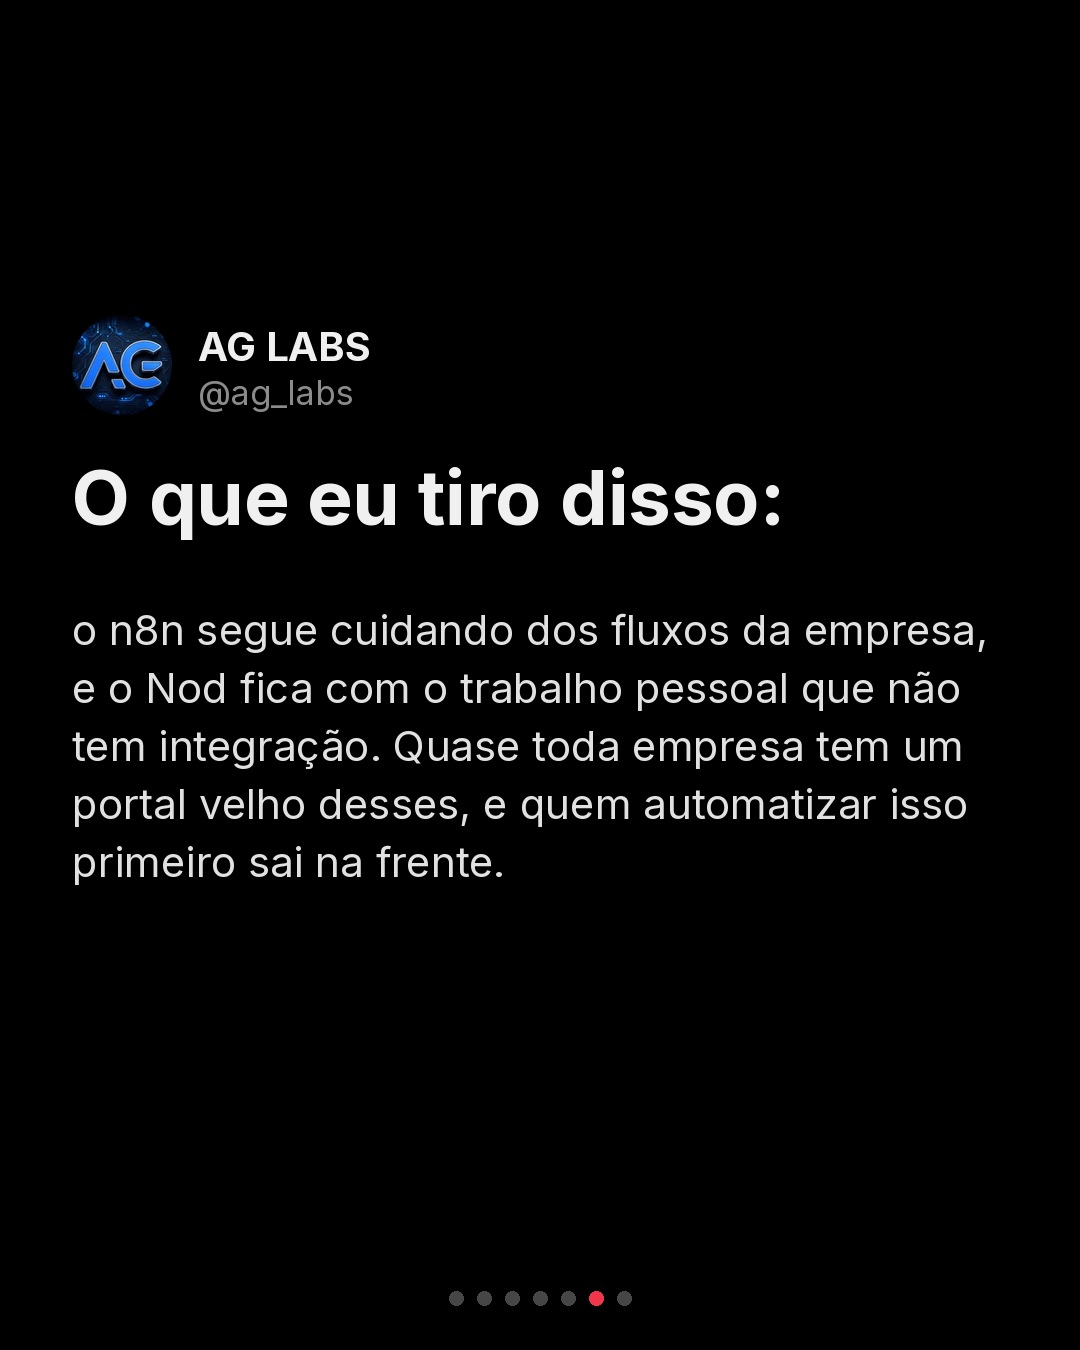 AG
AG LABS
@ag_labs
O que eu tiro disso:
o n8n segue cuidando dos fluxos da empresa,
e o Nod fica com o trabalho pessoal que não
tem integração. Quase toda empresa tem um
portal velho desses, e quem automatizar isso
primeiro sai na frente.